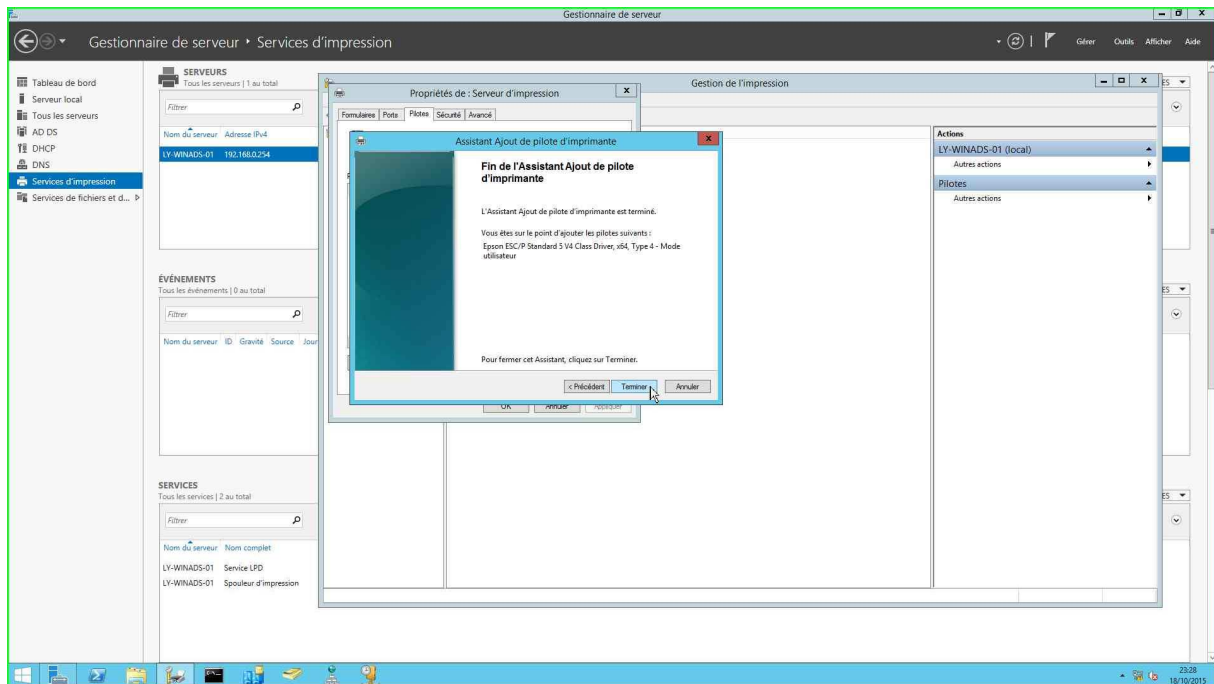 Gestionnaire de serveur
Gestionnaire de serveur • Services d'impression
Gérer Outils Afficher Aide
Tableau de bord
Serveur local
Tous les serveurs
AD DS
DHCP
DNS
Services d'impression
Services de fichiers et d...
SERVEURS
Tous les serveurs | 1 au total
Filtrer
Nom du serveur Adresse IPv4
LY-WINADS-01 192.168.0.254
ÉVÉNEMENTS
Tous les événements | 0 au total
Filtrer
Nom du serveur ID Gravité Source Jour
SERVICES
Tous les services | 2 au total
Filtrer
Nom du serveur Nom complet
LY-WINADS-01 Service LPD
LY-WINADS-01 Spouleur d'impression
Gestion de l'impression
Propriétés de : Serveur d'impression
Formulaires Ports Pilotes Sécurité Avancé
Assistant Ajout de pilote d'imprimante
Fin de l'Assistant Ajout de pilote
d'imprimante
L'Assistant Ajout de pilote d'imprimante est terminé.
Vous êtes sur le point d'ajouter les pilotes suivants :
Epson ESC/P Standard 5 V4 Class Driver, x64, Type 4 - Mode
utilisateur
Pour fermer cet Assistant, cliquez sur Terminer.
< Précédent Terminer Annuler
OK Annuler Appliquer
Actions
LY-WINADS-01 (local)
Autres actions
Pilotes
Autres actions
ES
ES
ES
23:28
18/10/2015